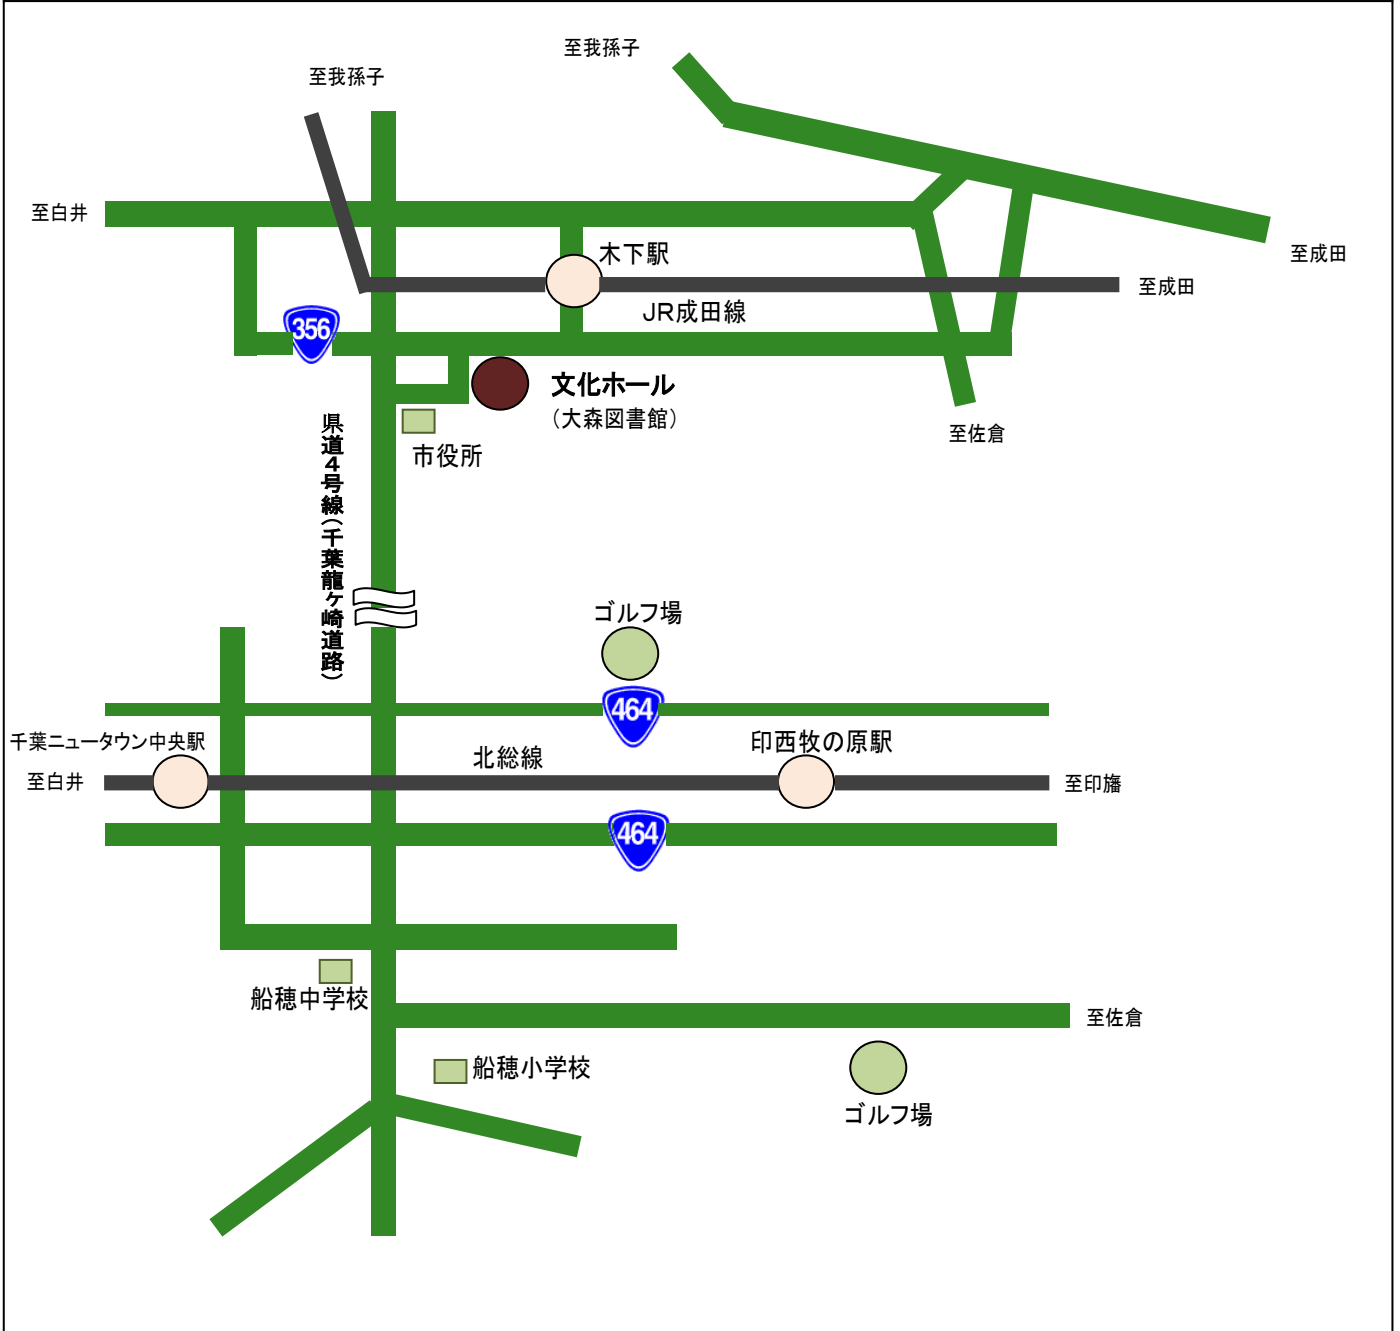 至我孫子
至我孫子
至白井
木下駅
至成田
至成田
JR成田線
356
文化ホール
（大森図書館）
市役所
至佐倉
県道４号線（千葉龍ヶ崎道路）
ゴルフ場
464
千葉ニュータウン中央駅
北総線
印西牧の原駅
至白井
至印旛
464
船穂中学校
至佐倉
船穂小学校
ゴルフ場